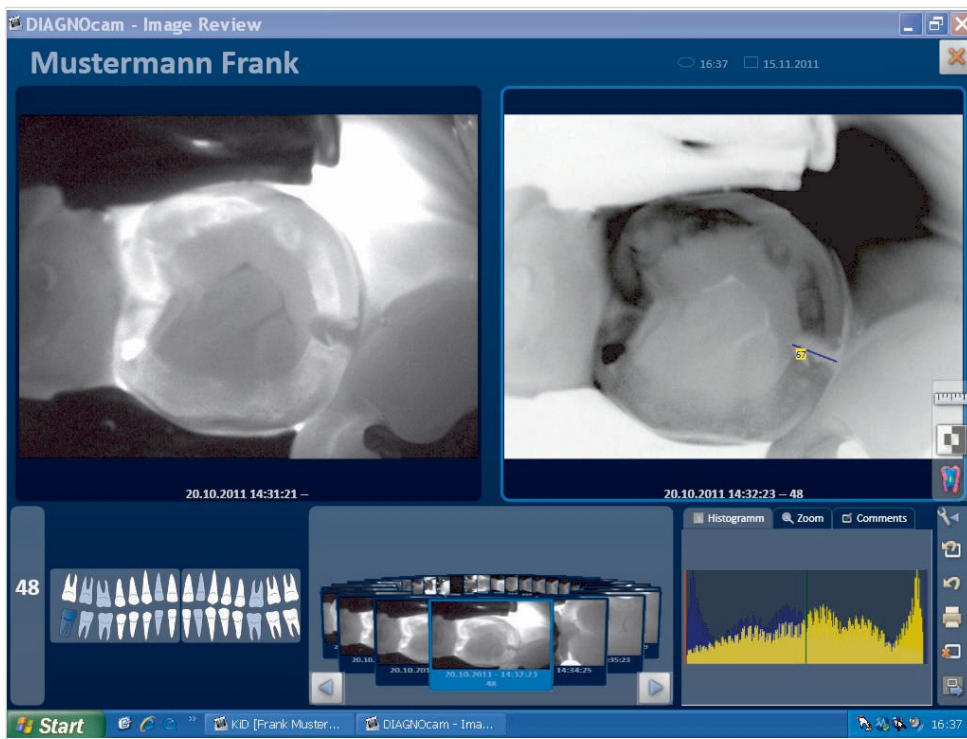 DIAGNOcam - Image Review
Mustermann Frank
16:37 15.11.2011
67
20.10.2011 14:31:21 --
20.10.2011 14:32:23 -- 48
48
Histogramm Zoom Comments
20.10.2011 - 14:32:23
48
14:34:25
Start
KiD [Frank Muster...
DIAGNOcam - Ima...
16:37